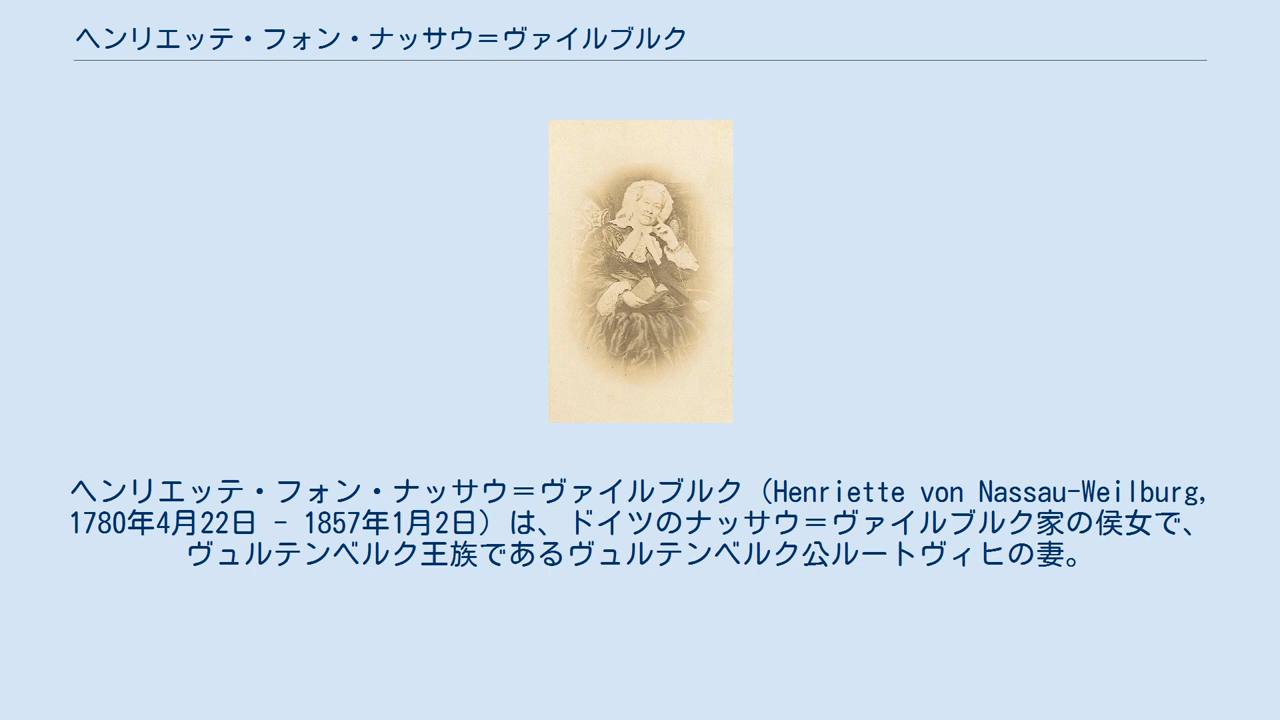 ヘンリエッテ・フォン・ナッサウ＝ヴァイルブルク
ヘンリエッテ・フォン・ナッサウ＝ヴァイルブルク（Henriette von Nassau-Weilburg,
1780年4月22日 - 1857年1月2日）は、ドイツのナッサウ＝ヴァイルブルク家の侯女で、
ヴュルテンベルク王族であるヴュルテンベルク公ルートヴィヒの妻。